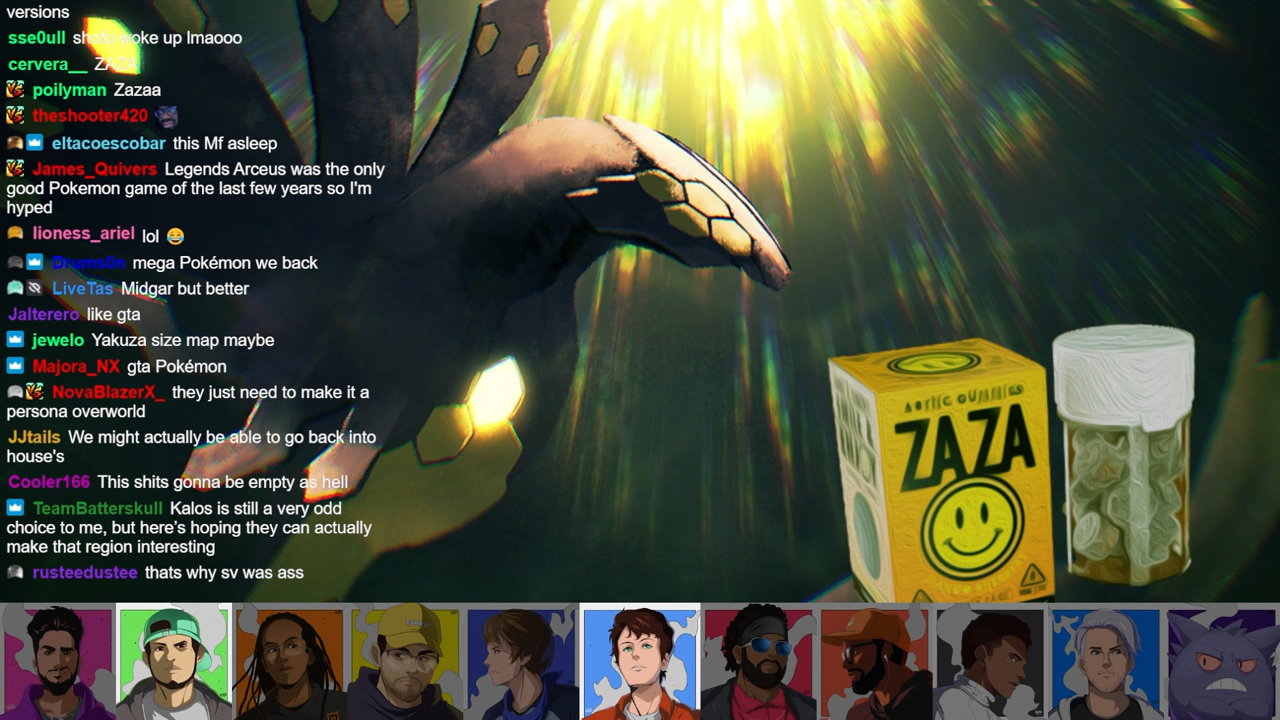 versions
sse0ull shofu woke up lmaooo
cervera__ ZAZA
poilyman Zazaa
theshooter420
eltacoescobar this Mf asleep
James_Quivers Legends Arceus was the only
good Pokemon game of the last few years so I'm
hyped
lioness_ariel lol 😂
Drums0n mega Pokémon we back
LiveTas Midgar but better
Jalterero like gta
jewelo Yakuza size map maybe
Majora_NX gta Pokémon
NovaBlazerX_ they just need to make it a
persona overworld
JJtails We might actually be able to go back into
house's
Cooler166 This shits gonna be empty as hell
TeamBatterskull Kalos is still a very odd
choice to me, but here's hoping they can actually
make that region interesting
rusteedustee thats why sv was ass
ZAZA